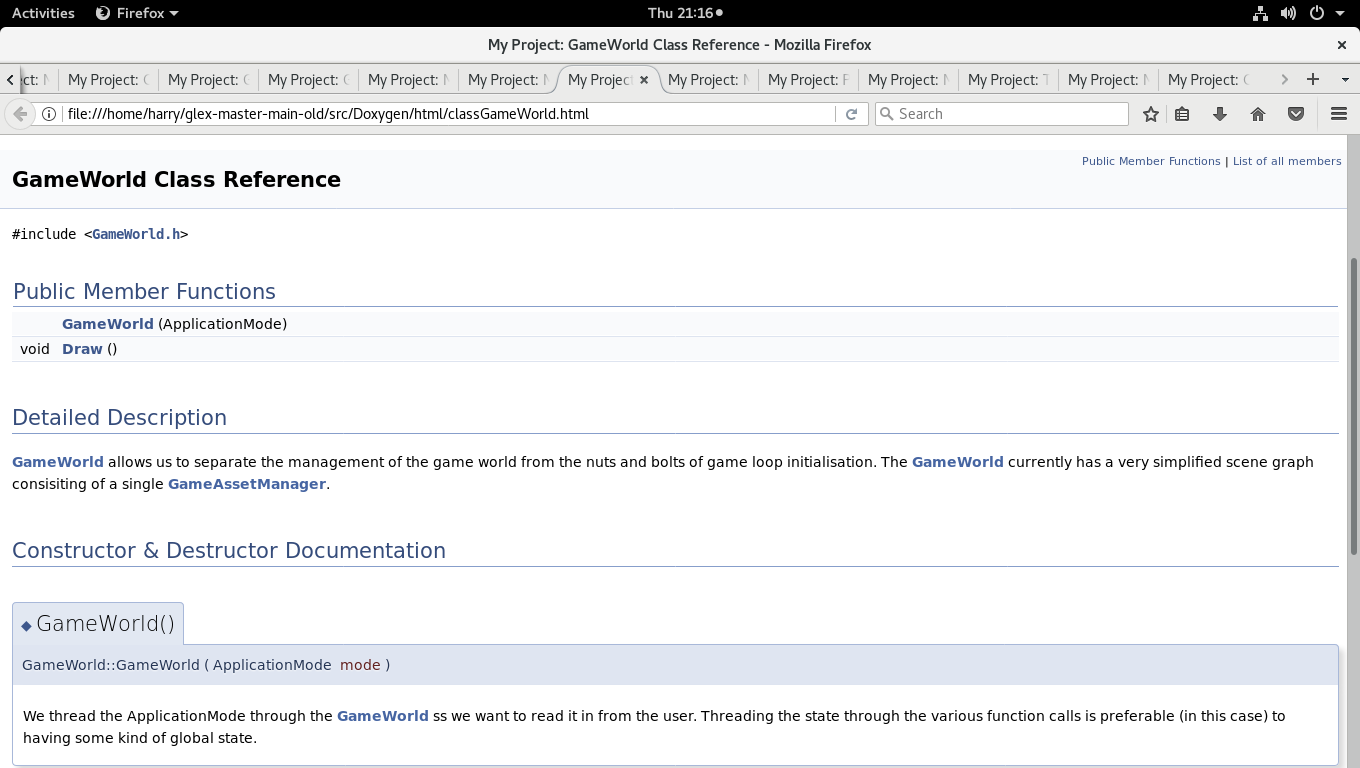 Activities Firefox Thu 21:16
My Project: GameWorld Class Reference - Mozilla Firefox
My Project: My Project: My Project: My Project: My Project: My Project: My Project: My Project: My Project: My Project: My Project:
file:///home/harry/glex-master-main-old/src/Doxygen/html/classGameWorld.html Search
Public Member Functions | List of all members
GameWorld Class Reference
#include <GameWorld.h>
Public Member Functions
GameWorld (ApplicationMode)
void Draw ()
Detailed Description
GameWorld allows us to separate the management of the game world from the nuts and bolts of game loop initialisation. The GameWorld currently has a very simplified scene graph
consisiting of a single GameAssetManager.
Constructor & Destructor Documentation
◆ GameWorld()
GameWorld::GameWorld ( ApplicationMode mode )
We thread the ApplicationMode through the GameWorld ss we want to read it in from the user. Threading the state through the various function calls is preferable (in this case) to
having some kind of global state.